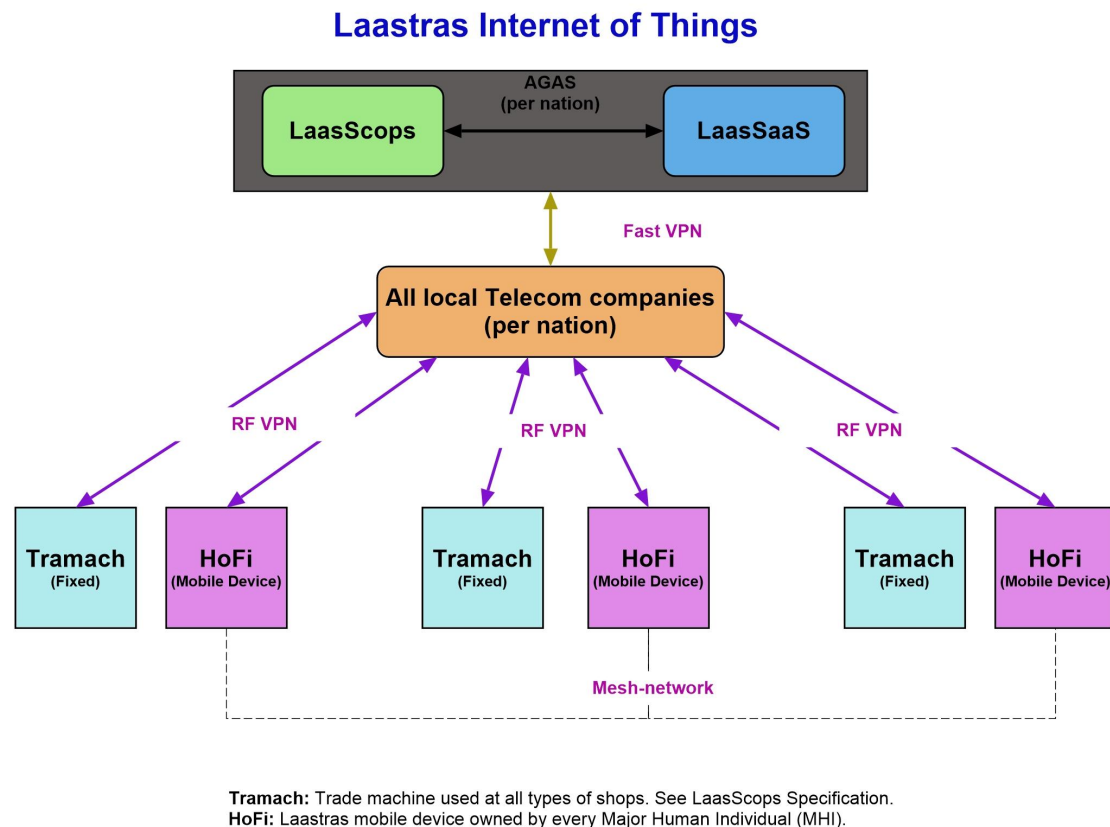 Laastras Internet of Things
AGAS
(per nation)
LaasScops
LaasSaaS
Fast VPN
All local Telecom companies
(per nation)
RF VPN
RF VPN
RF VPN
Tramach
(Fixed)
HoFi
(Mobile Device)
Tramach
(Fixed)
HoFi
(Mobile Device)
Tramach
(Fixed)
HoFi
(Mobile Device)
Mesh-network
Tramach: Trade machine used at all types of shops. See LaasScops Specification.
HoFi: Laastras mobile device owned by every Major Human Individual (MHI).